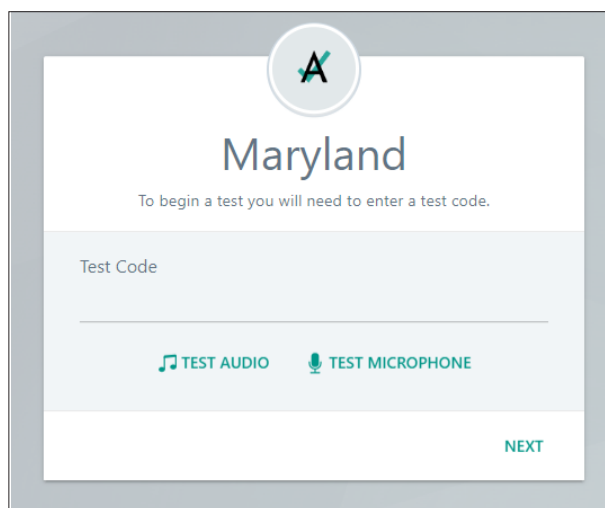 A
Maryland
To begin a test you will need to enter a test code.
Test Code
TEST AUDIO TEST MICROPHONE
NEXT